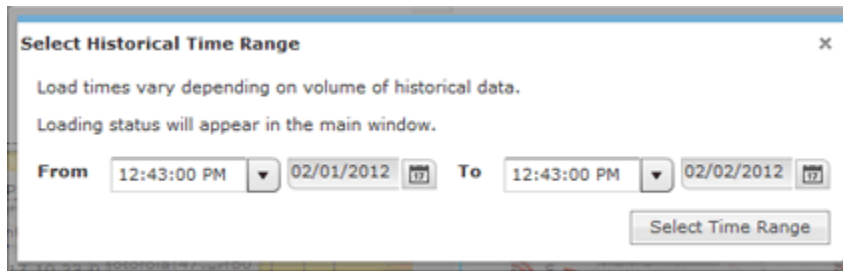 Select Historical Time Range ×
Load times vary depending on volume of historical data.
Loading status will appear in the main window.
From 12:43:00 PM 02/01/2012 17 To 12:43:00 PM 02/02/2012 17
Select Time Range